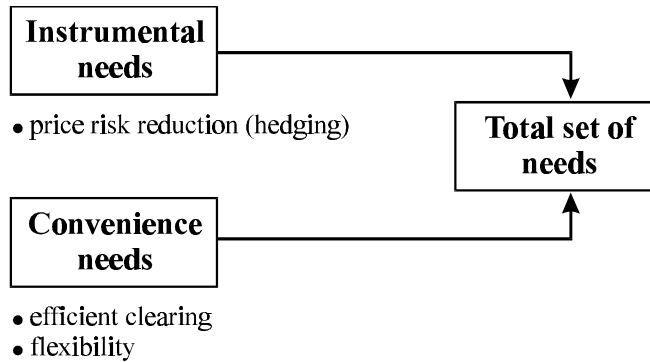 Instrumental
needs
• price risk reduction (hedging)
Total set of
needs
Convenience
needs
• efficient clearing
• flexibility